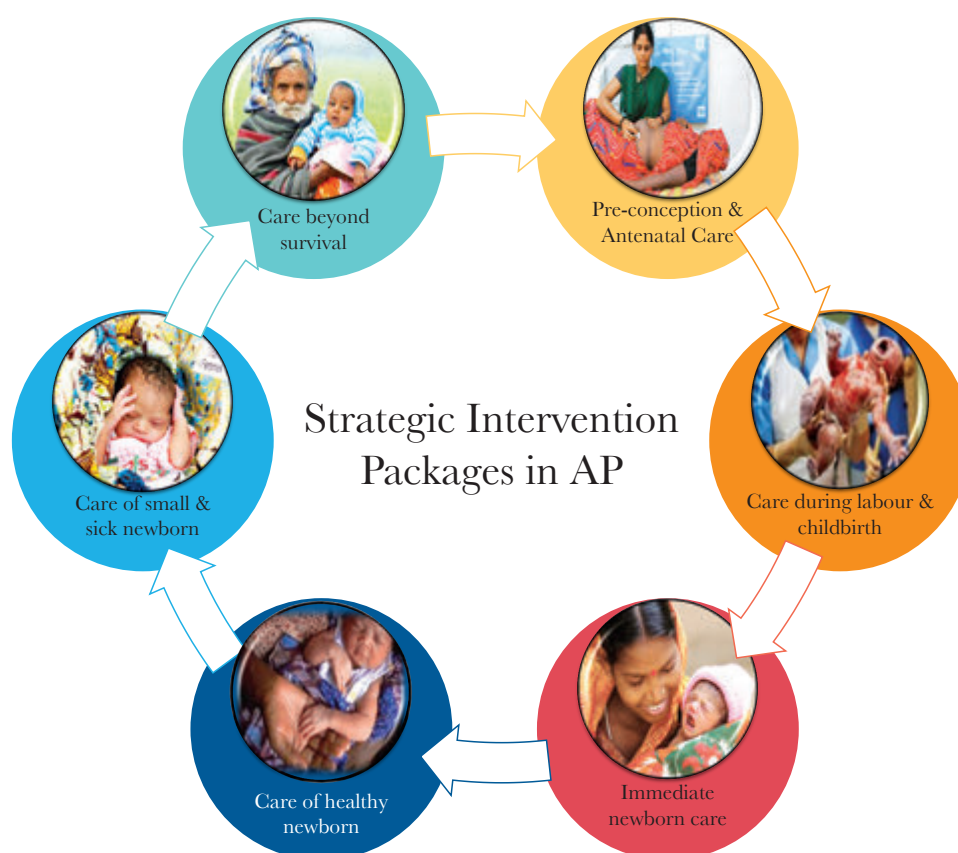 Care beyond
survival
Pre-conception &
Antenatal Care
Care of small &
sick newborn
Strategic Intervention
Packages in AP
Care during labour &
childbirth
Care of healthy
newborn
Immediate
newborn care